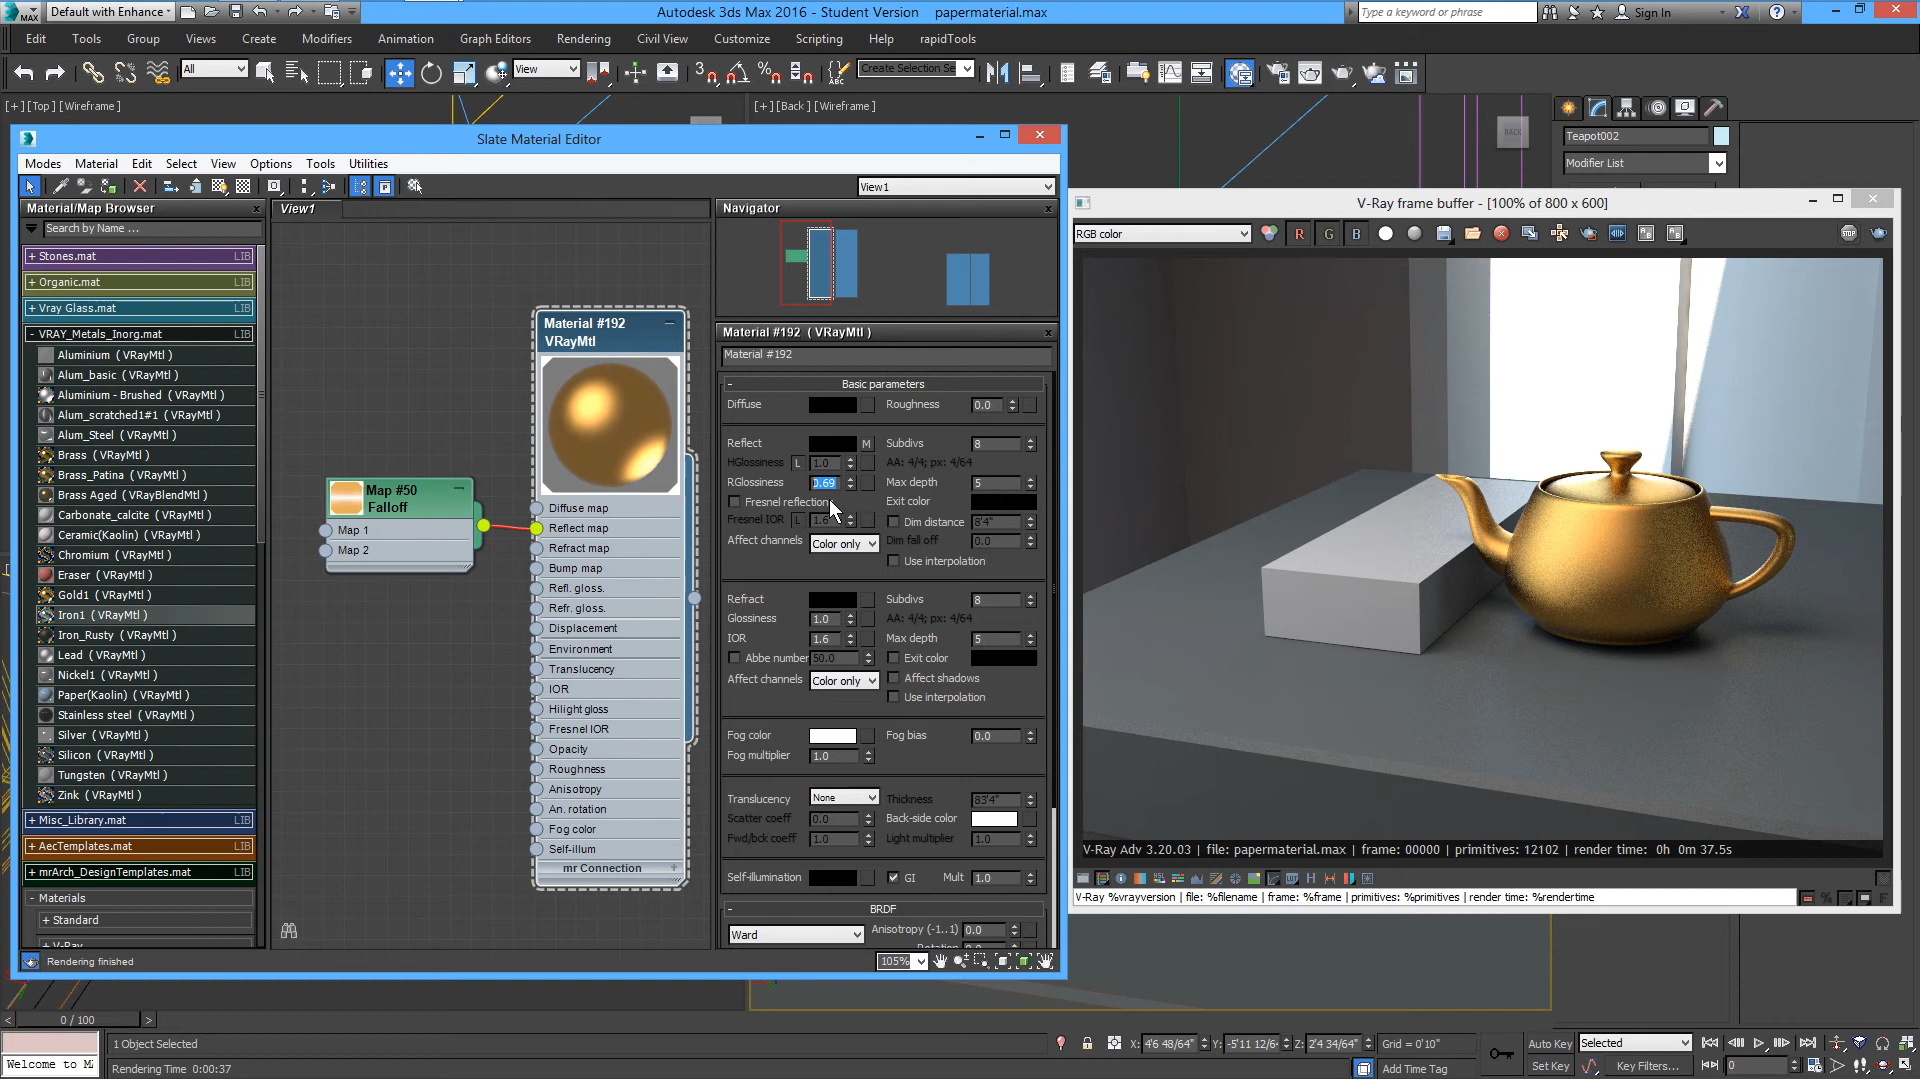 MAX
Default with Enhance
Autodesk 3ds Max 2016 - Student Version papermaterial.max
Type a keyword or phrase
Sign In
Edit Tools Group Views Create Modifiers Animation Graph Editors Rendering Civil View Customize Scripting Help rapidTools
All
View
ABC
Create Selection Se
[+] [Top] [Wireframe]
[+] [Back] [Wireframe]
BACK
Teapot002
Modifier List
Slate Material Editor
Modes Material Edit Select View Options Tools Utilities
View1
Material/Map Browser
Search by Name ...
+ Stones.mat LIB
+ Organic.mat LIB
+ Vray Glass.mat LIB
- VRAY_Metals_Inorg.mat LIB
Aluminium ( VRayMtl )
Alum_basic ( VRayMtl )
Aluminium - Brushed ( VRayMtl )
Alum_scratched1#1 ( VRayMtl )
Alum_Steel ( VRayMtl )
Brass ( VRayMtl )
Brass_Patina ( VRayMtl )
Brass Aged ( VRayBlendMtl )
Carbonate_calcite ( VRayMtl )
Ceramic(Kaolin) ( VRayMtl )
Chromium ( VRayMtl )
Eraser ( VRayMtl )
Gold1 ( VRayMtl )
Iron1 ( VRayMtl )
Iron_Rusty ( VRayMtl )
Lead ( VRayMtl )
Nickel1 ( VRayMtl )
Paper(Kaolin) ( VRayMtl )
Stainless steel ( VRayMtl )
Silver ( VRayMtl )
Silicon ( VRayMtl )
Tungsten ( VRayMtl )
Zink ( VRayMtl )
+ Misc_Library.mat LIB
+ AecTemplates.mat LIB
+ mrArch_DesignTemplates.mat LIB
- Materials
+ Standard
+ V-Ray
Rendering finished
View1
Map #50
Falloff
Map 1
Map 2
Material #192
VRayMtl
Diffuse map
Reflect map
Refract map
Bump map
Refl. gloss.
Refr. gloss.
Displacement
Environment
Translucency
IOR
Hilight gloss
Fresnel IOR
Opacity
Roughness
Anisotropy
An. rotation
Fog color
Self-illum
mr Connection +
Navigator
Material #192 ( VRayMtl )
Material #192
- Basic parameters
Diffuse Roughness 0.0
Reflect M Subdivs 8
HGlossiness L 1.0 AA: 4/4; px: 4/64
RGlossiness 0.69 Max depth 5
Fresnel reflection Exit color
Fresnel IOR L 1.6 Dim distance 8'4"
Affect channels Color only Dim fall off 0.0
Use interpolation
Refract Subdivs 8
Glossiness 1.0 AA: 4/4; px: 4/64
IOR 1.6 Max depth 5
Abbe number 50.0 Exit color
Affect channels Color only Affect shadows
Use interpolation
Fog color Fog bias 0.0
Fog multiplier 1.0
Translucency None Thickness 83'4"
Scatter coeff 0.0 Back-side color
Fwd/bck coeff 1.0 Light multiplier 1.0
Self-illumination GI Mult 1.0
- BRDF
Ward Anisotropy (-1..1) 0.0
Rotation
105%
V-Ray frame buffer - [100% of 800 x 600]
RGB color R G B
STOP
V-Ray Adv 3.20.03 | file: papermaterial.max | frame: 00000 | primitives: 12102 | render time: 0h 0m 37.5s
V-Ray %vrayversion | file: %filename | frame: %frame | primitives: %primitives | render time: %rendertime
0 / 100
Welcome to M
1 Object Selected
Rendering Time 0:00:37
X: 4'6 48/64" Y: -5'11 12/64 Z: 2'4 34/64" Grid = 0'10"
Add Time Tag
Auto Key Selected
Set Key Key Filters...
0